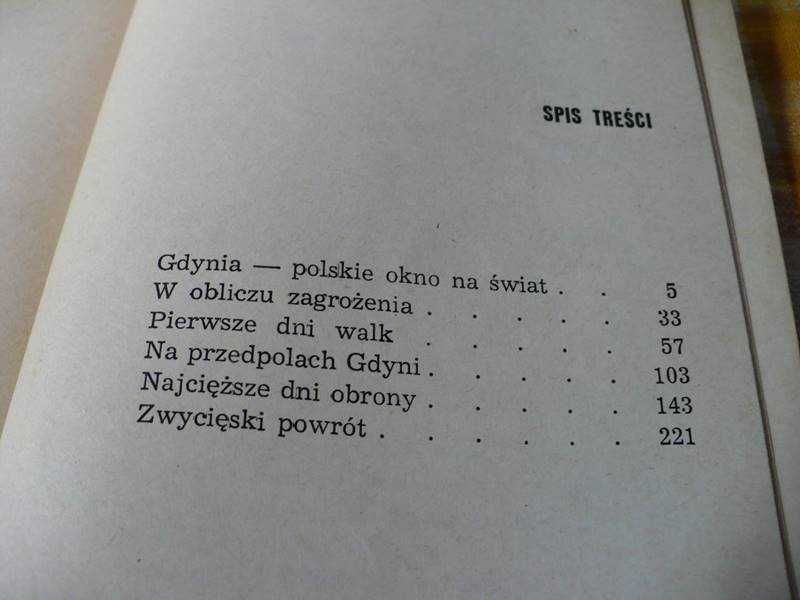 SPIS TREŚCI
Gdynia — polskie okno na świat . . 5
W obliczu zagrożenia . . . . . 33
Pierwsze dni walk . . . . . 57
Na przedpolach Gdyni . . . . . 103
Najcięższe dni obrony . . . . . 143
Zwycięski powrót . . . . . . 221